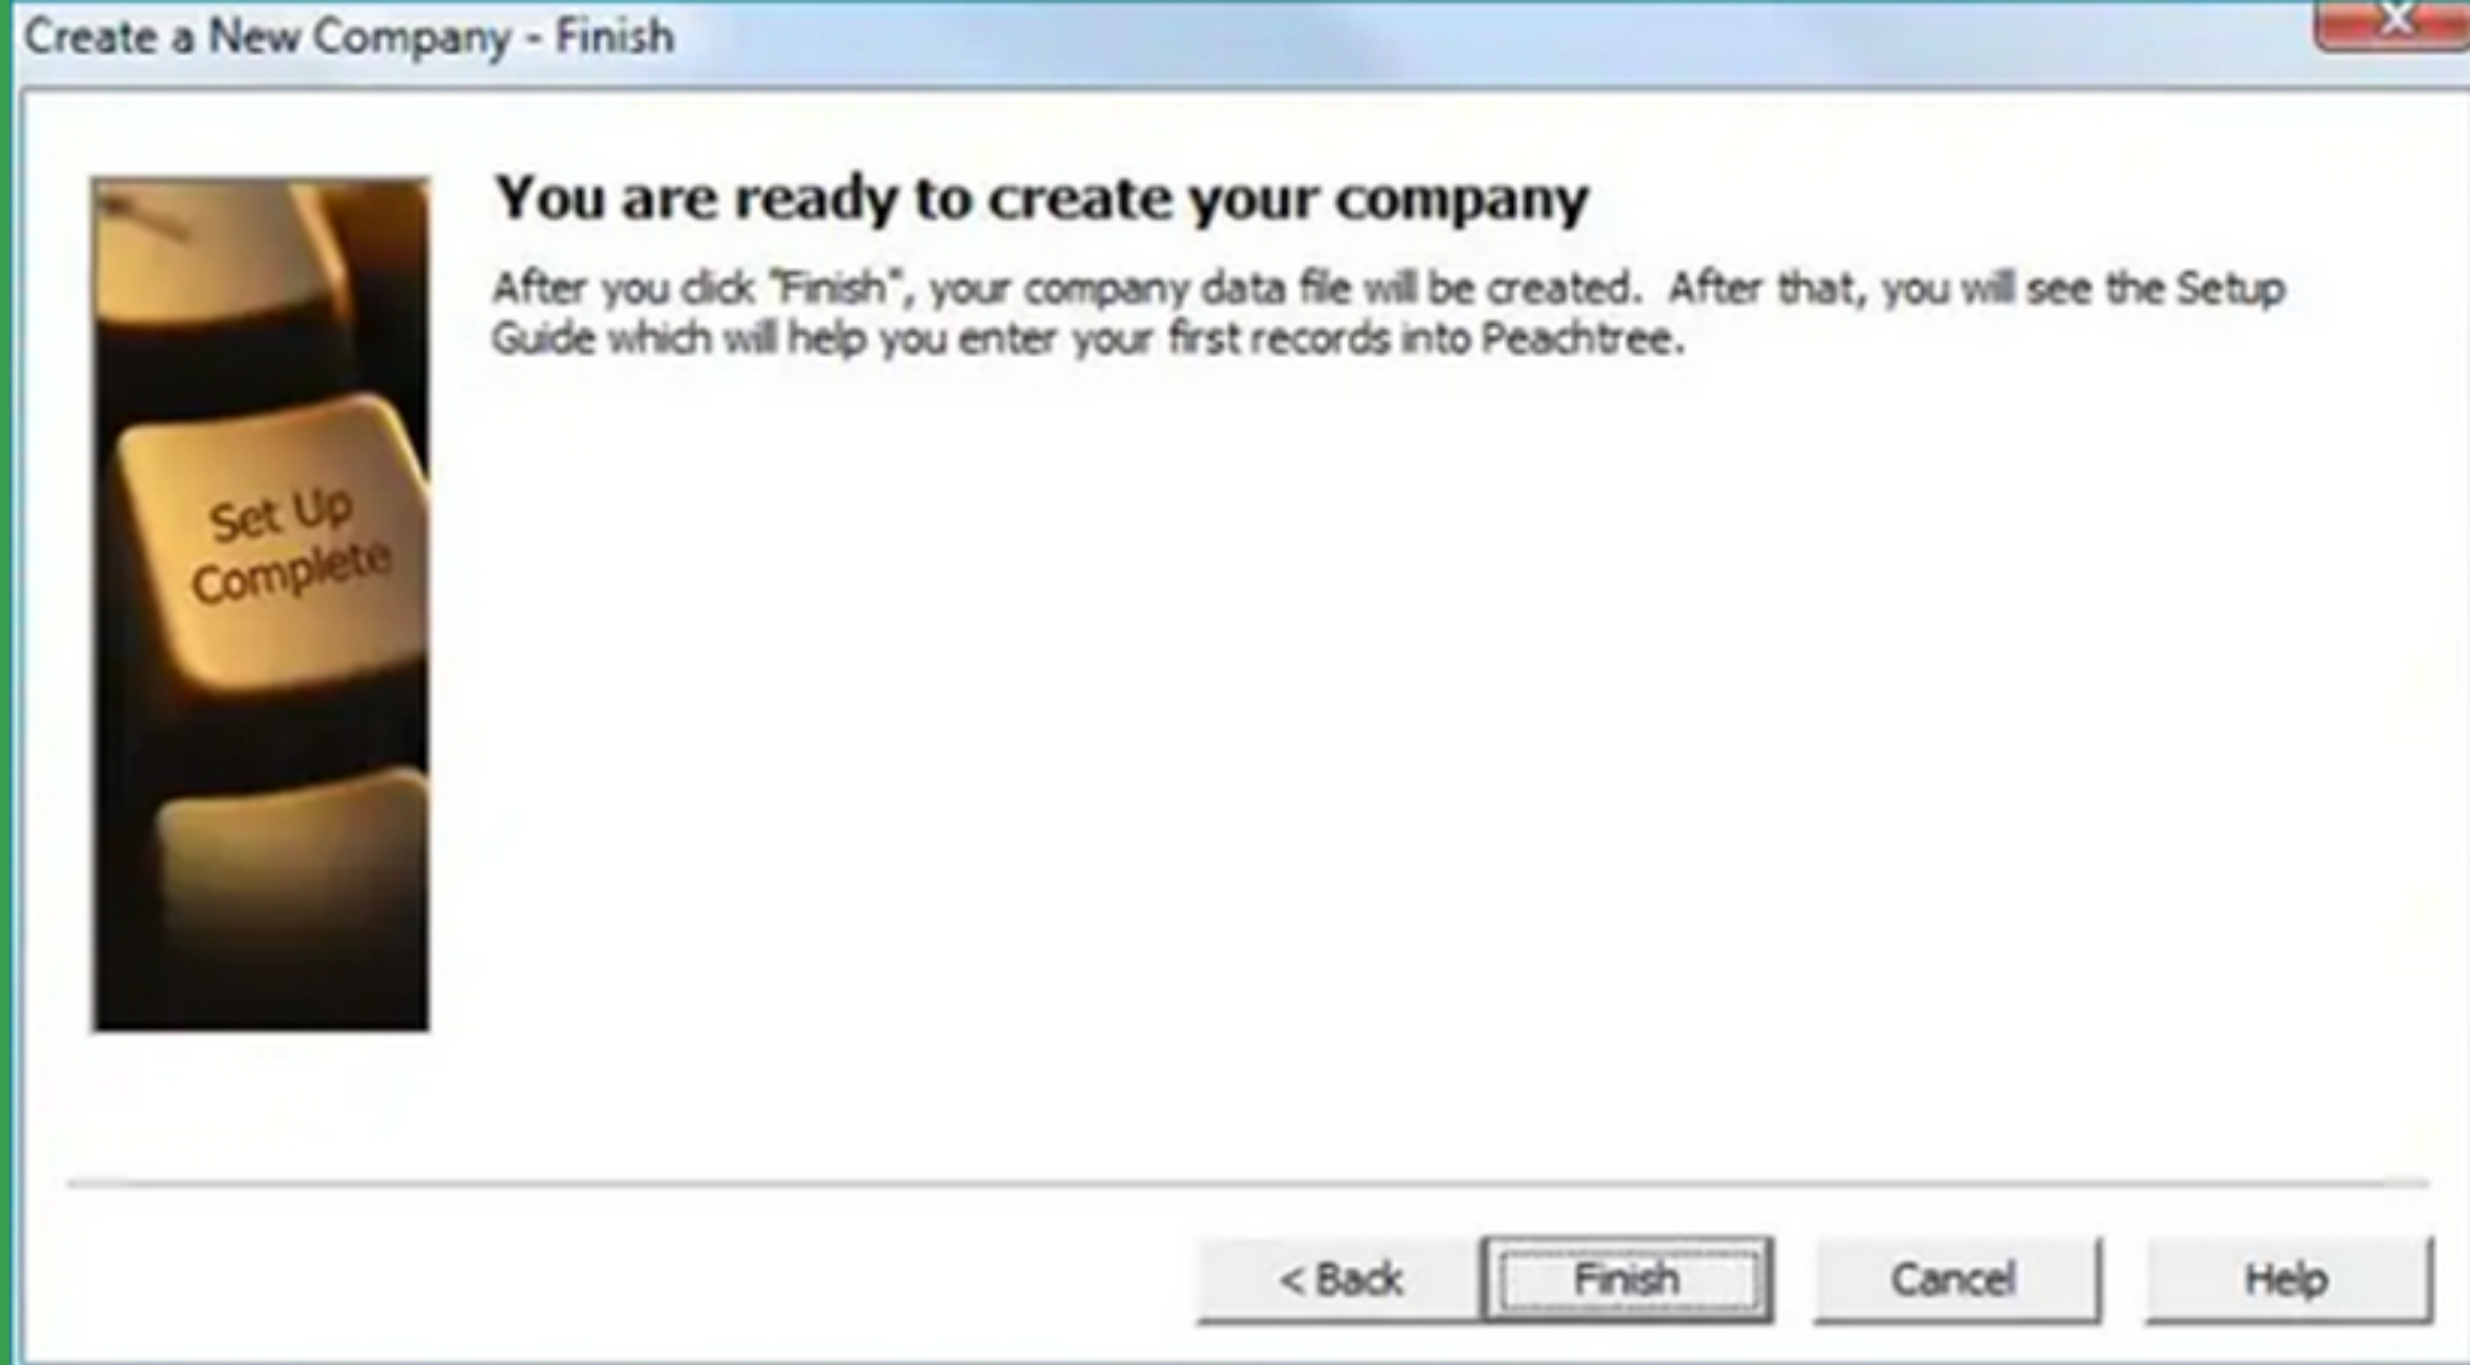 Create a New Company - Finish
You are ready to create your company
After you click "Finish", your company data file will be created.  After that, you will see the Setup
Guide which will help you enter your first records into Peachtree.
Set Up
Complete
< Back
Finish
Cancel
Help